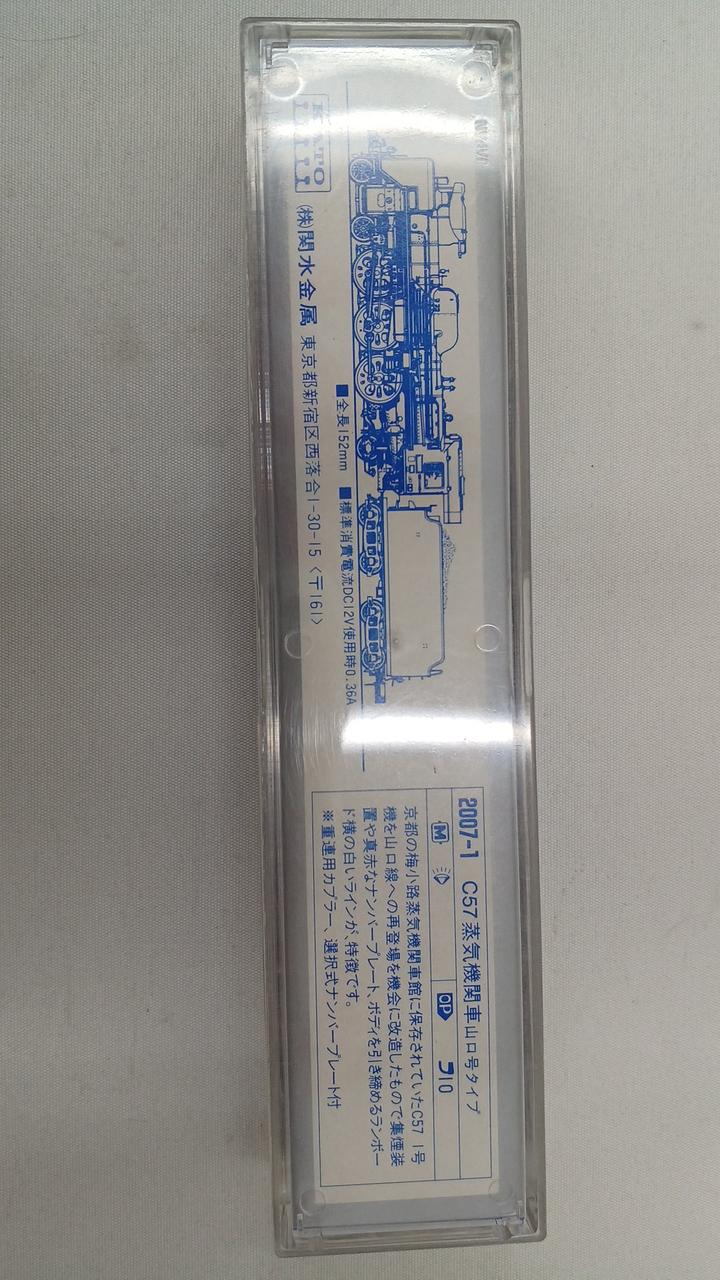 KATO
(株)関水金属 東京都新宿区西落合1-30-15 〈〒161〉
■全長152mm ■標準消費電流DC12V使用時0.36A
2007-1 C57蒸気機関車山口号タイプ
M OP フ10
京都の梅小路蒸気機関車館に保存されていたC57 1号
機を山口線への再登場を機会に改造したもので集煙装
置や真赤なナンバープレート、ボディを引き締めるランボー
ド横の白いラインが、特徴です。
※重連用カプラー、選択式ナンバープレート付